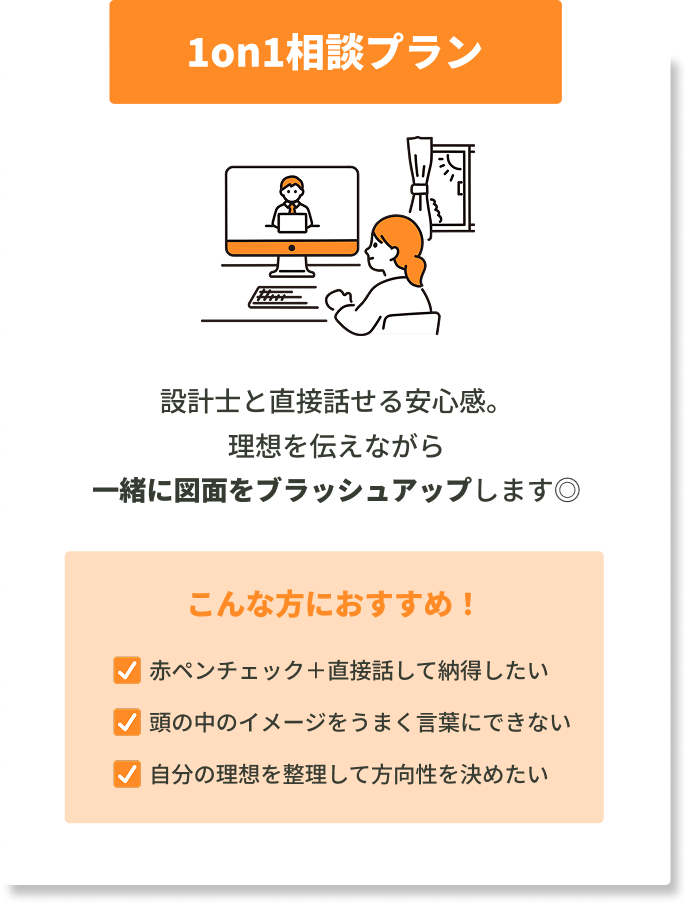 1on1相談プラン
設計士と直接話せる安心感。
理想を伝えながら
一緒に図面をブラッシュアップします◎
こんな方におすすめ！
赤ペンチェック＋直接話して納得したい
頭の中のイメージをうまく言葉にできない
自分の理想を整理して方向性を決めたい